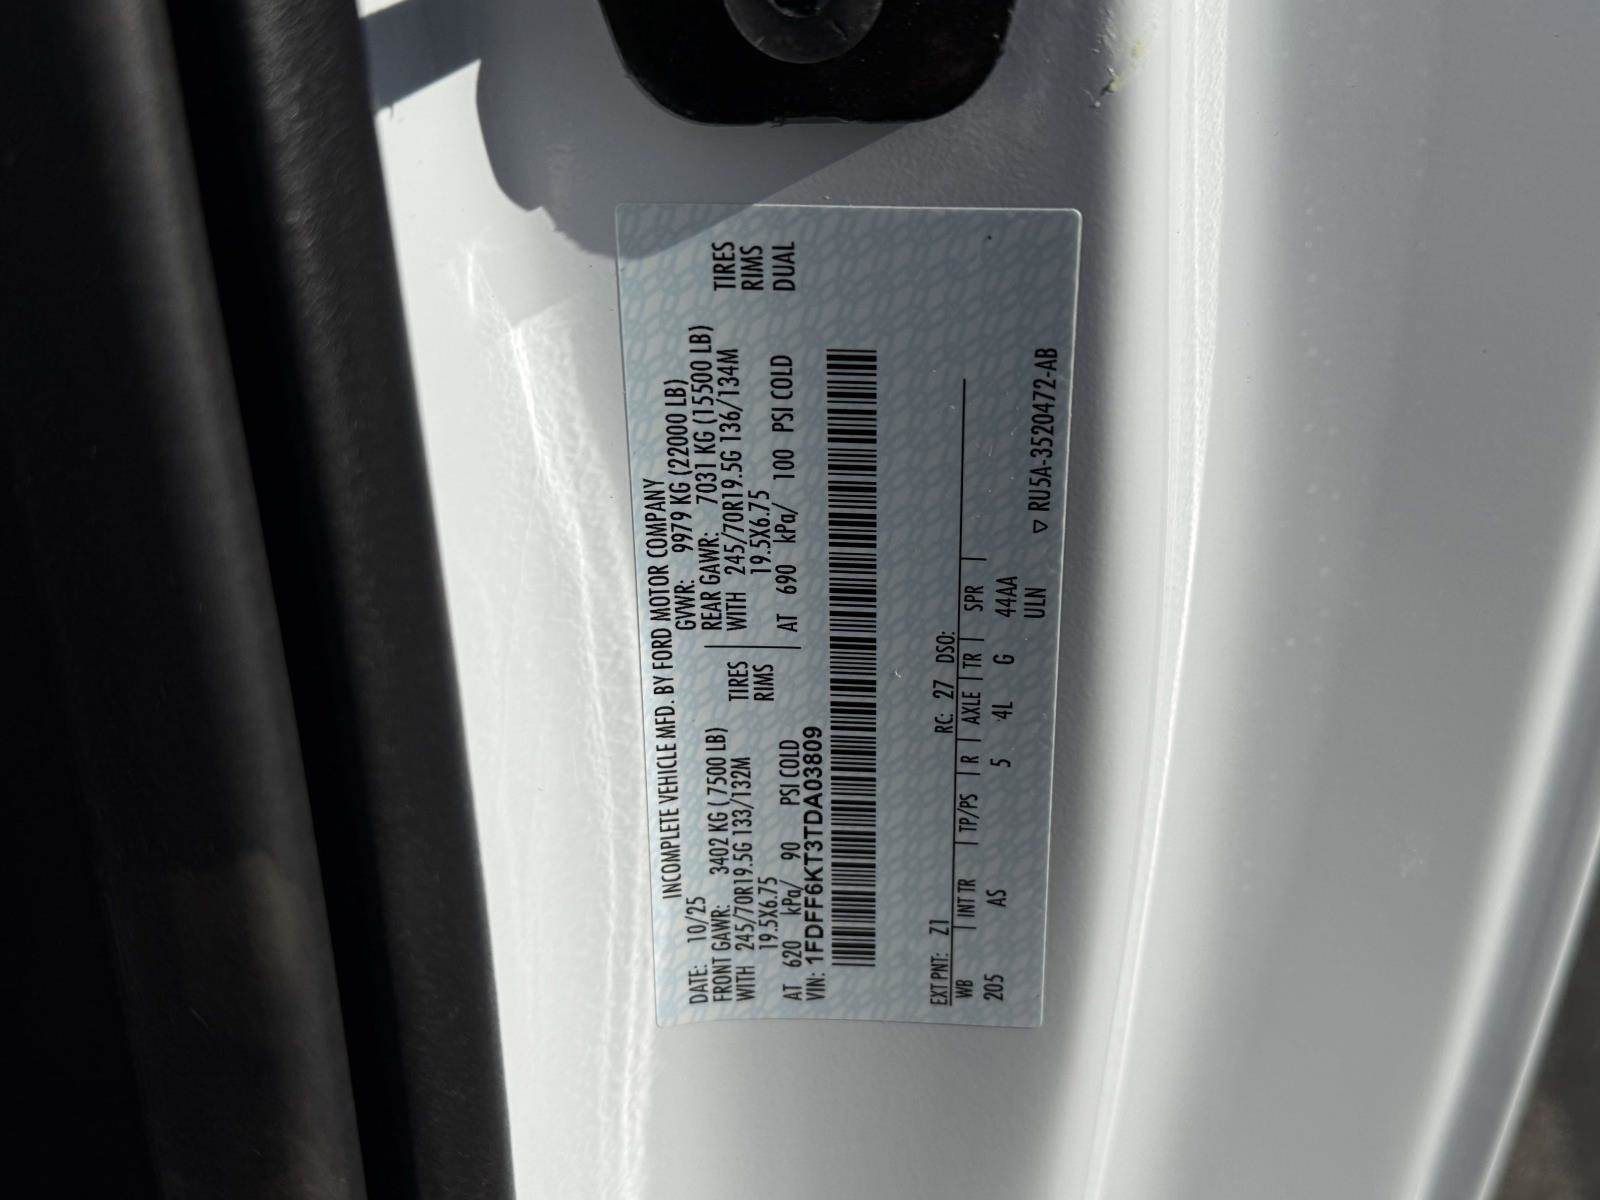 INCOMPLETE VEHICLE MFD. BY FORD MOTOR COMPANY
DATE: 10/25 GVWR: 9979 KG (22000 LB)
FRONT GAWR: 3402 KG (7500 LB) REAR GAWR: 7031 KG (15500 LB)
WITH 245/70R19.5G 133/132M TIRES WITH 245/70R19.5G 136/134M TIRES
19.5X6.75 RIMS 19.5X6.75 RIMS
AT 620 kPa/ 90 PSI COLD AT 690 kPa/ 100 PSI COLD DUAL
VIN: 1FDFF6KT3TDA03809
EXT PNT: Z1 RC: 27 DSO:
WB INT TR TP/PS R AXLE TR SPR
205 AS 5 4L G 44AA
ULN
▽ RU5A-3520472-AB